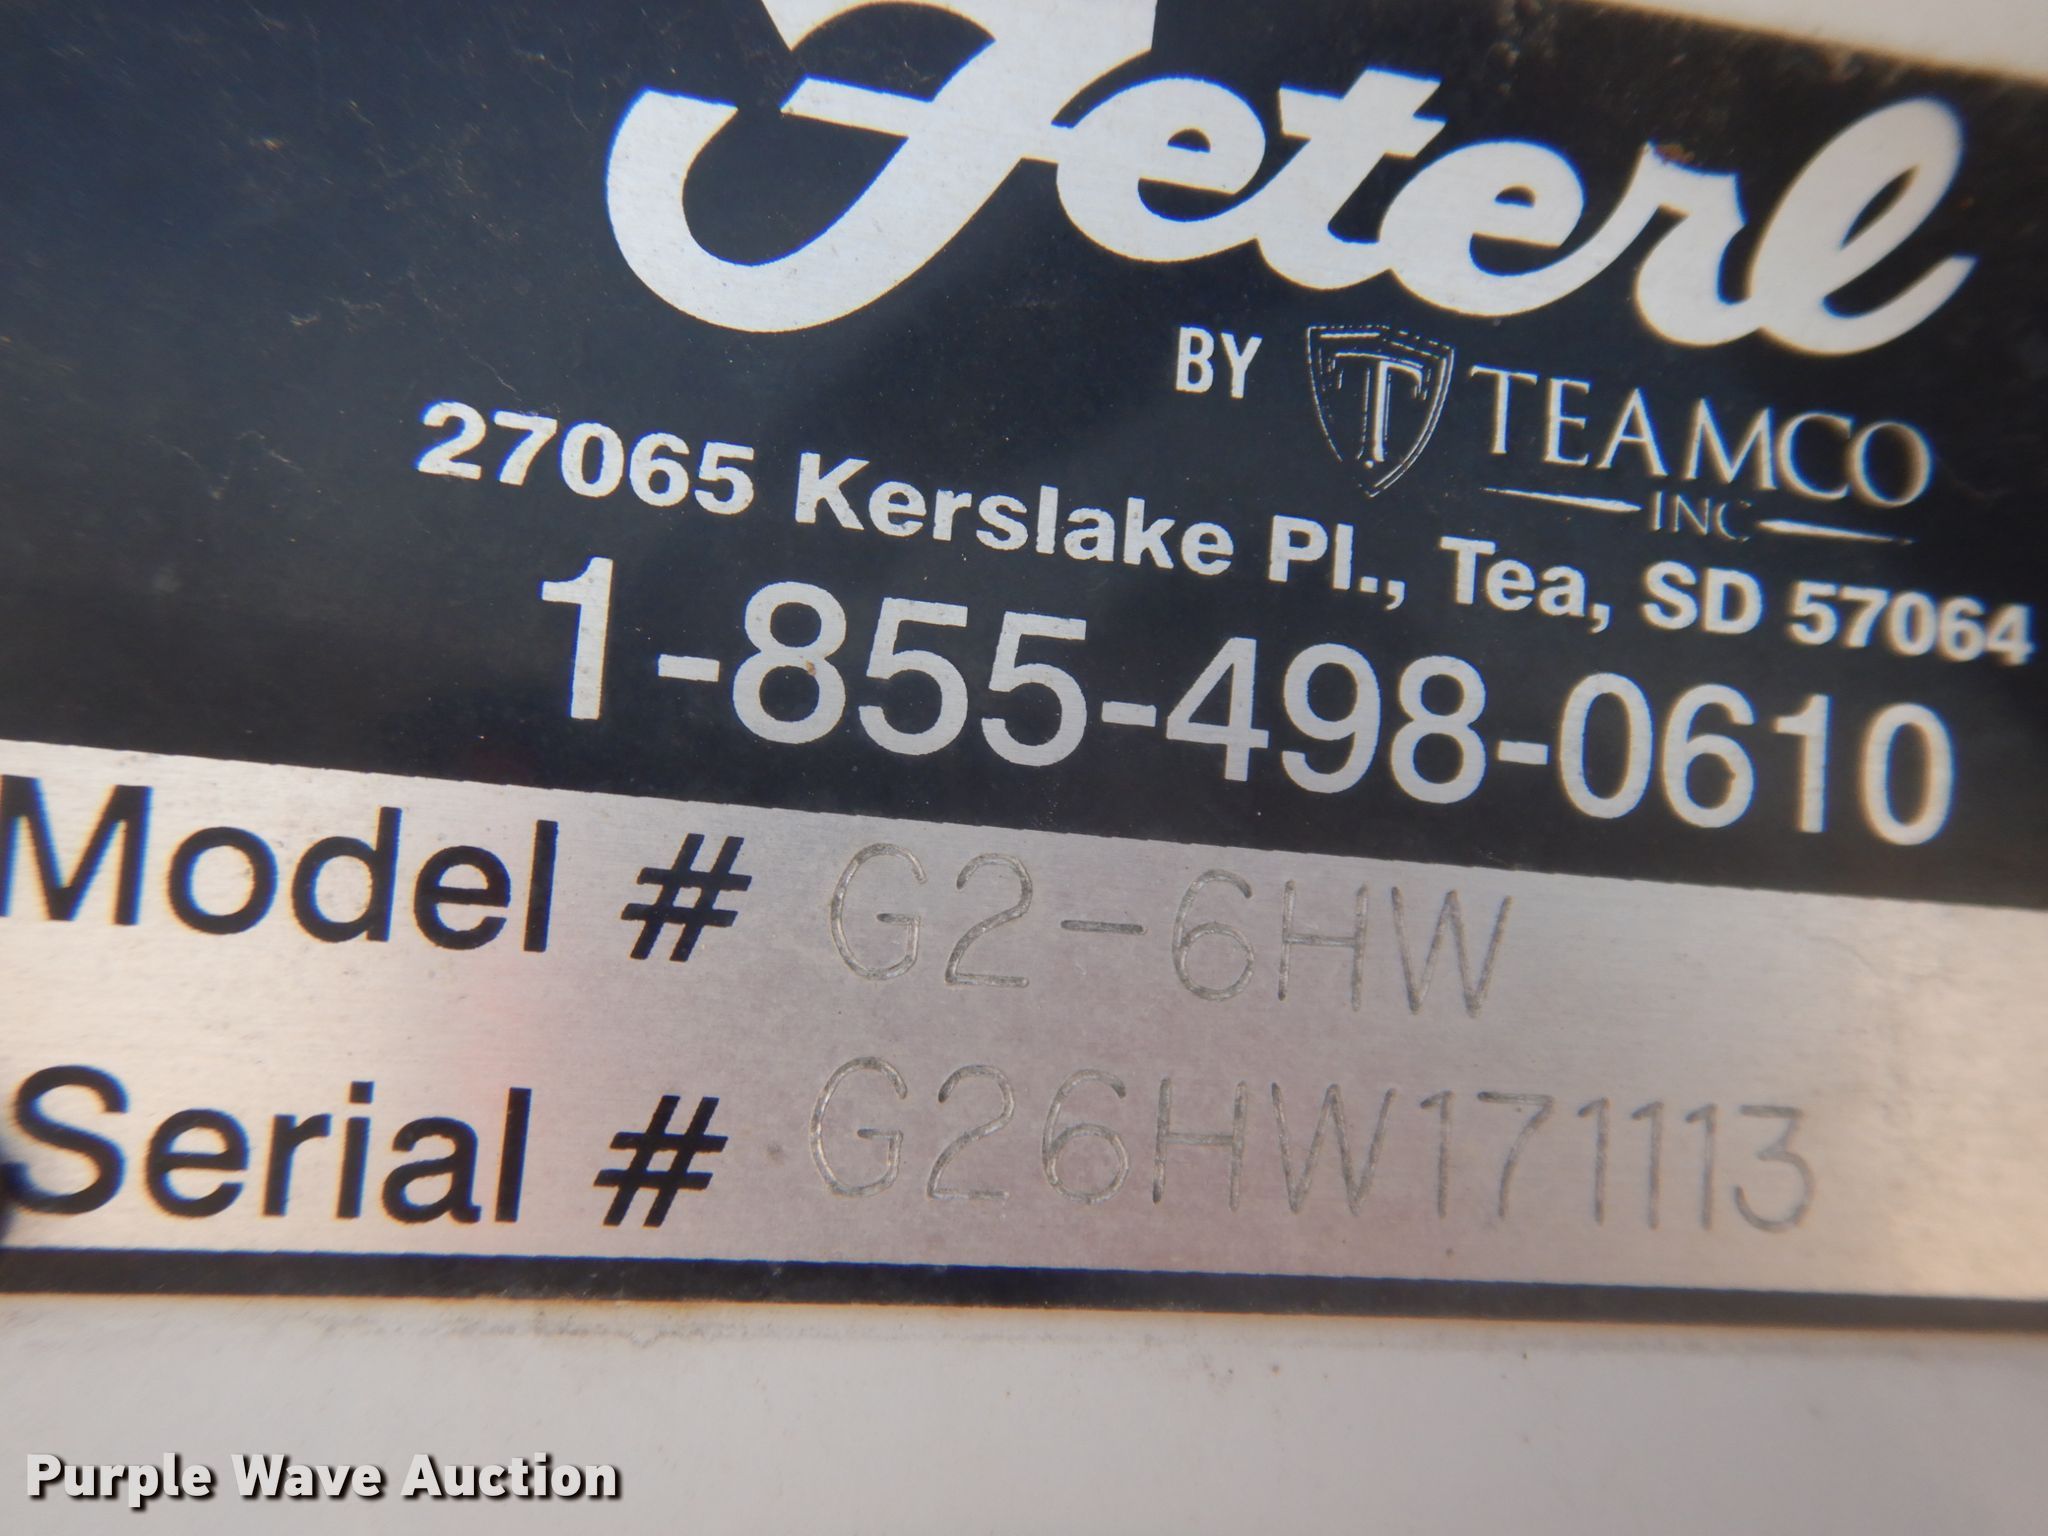 Feterl
BY T TEAMCO
INC
27065 Kerslake Pl., Tea, SD 57064
1-855-498-0610
Model # G2-6HW
Serial # G26HW171113
Purple Wave Auction